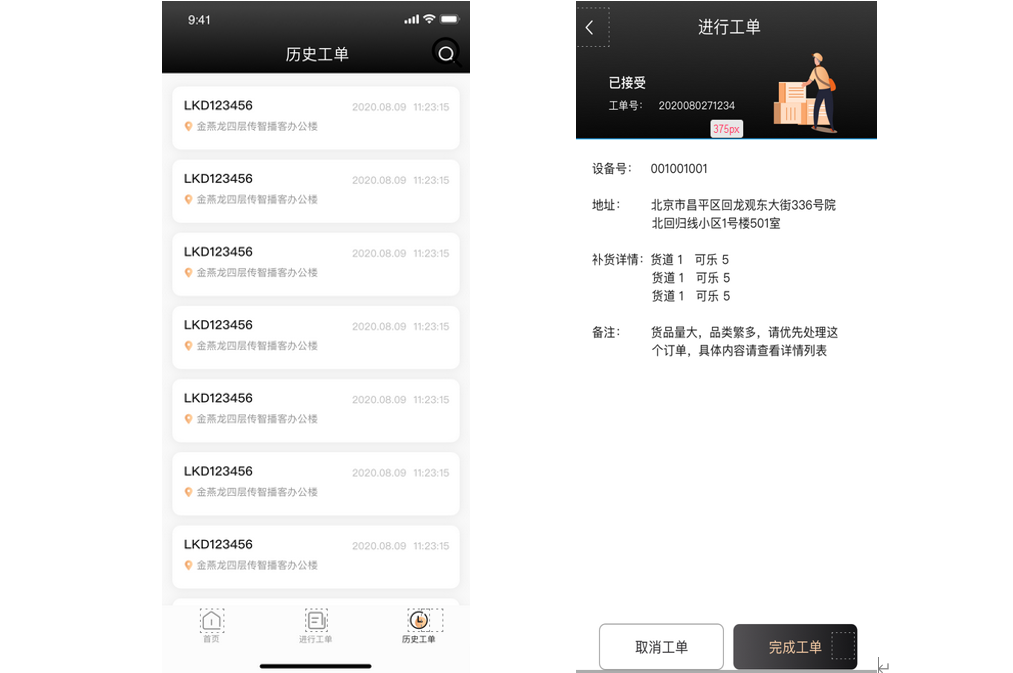 9:41
历史工单
LKD123456 2020.08.09 11:23:15
金燕龙四层传智播客办公楼
LKD123456 2020.08.09 11:23:15
金燕龙四层传智播客办公楼
LKD123456 2020.08.09 11:23:15
金燕龙四层传智播客办公楼
LKD123456 2020.08.09 11:23:15
金燕龙四层传智播客办公楼
LKD123456 2020.08.09 11:23:15
金燕龙四层传智播客办公楼
LKD123456 2020.08.09 11:23:15
金燕龙四层传智播客办公楼
LKD123456 2020.08.09 11:23:15
金燕龙四层传智播客办公楼
首页 进行工单 历史工单
进行工单
已接受
工单号： 2020080271234
375px
设备号： 001001001
地址： 北京市昌平区回龙观东大街336号院
北回归线小区1号楼501室
补货详情： 货道 1 可乐 5
货道 1 可乐 5
货道 1 可乐 5
备注： 货品量大，品类繁多，请优先处理这
个订单，具体内容请查看详情列表
取消工单 完成工单